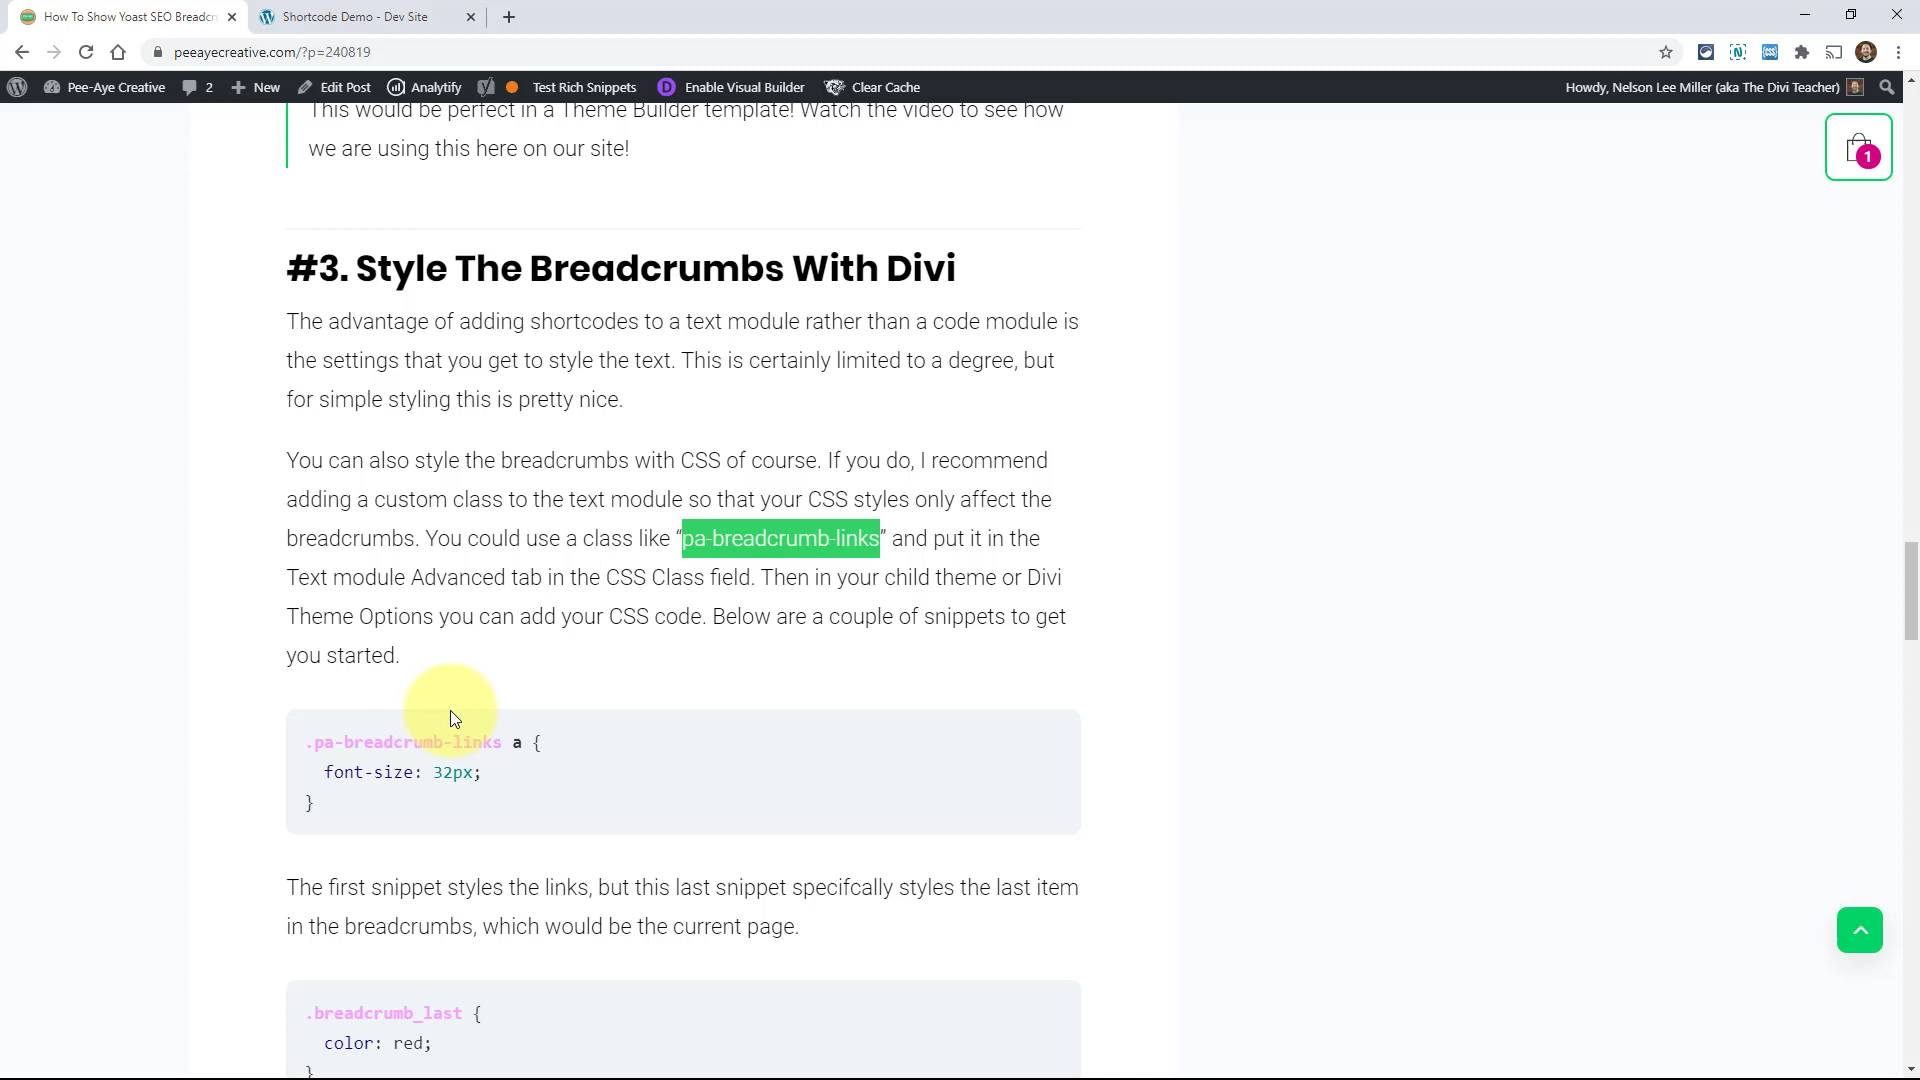 How To Show Yoast SEO Breadcr
Shortcode Demo - Dev Site
peeayecreative.com/?p=240819
Pee-Aye Creative
2
New
Edit Post
Analytify
Test Rich Snippets
D
Enable Visual Builder
Clear Cache
Howdy, Nelson Lee Miller (aka The Divi Teacher)
This would be perfect in a Theme Builder template! Watch the video to see how
we are using this here on our site!
1
#3. Style The Breadcrumbs With Divi
The advantage of adding shortcodes to a text module rather than a code module is
the settings that you get to style the text. This is certainly limited to a degree, but
for simple styling this is pretty nice.
You can also style the breadcrumbs with CSS of course. If you do, I recommend
adding a custom class to the text module so that your CSS styles only affect the
breadcrumbs. You could use a class like “pa-breadcrumb-links” and put it in the
Text module Advanced tab in the CSS Class field. Then in your child theme or Divi
Theme Options you can add your CSS code. Below are a couple of snippets to get
you started.
.pa-breadcrumb-links a {
font-size: 32px;
}
The first snippet styles the links, but this last snippet specifcally styles the last item
in the breadcrumbs, which would be the current page.
.breadcrumb_last {
color: red;
}